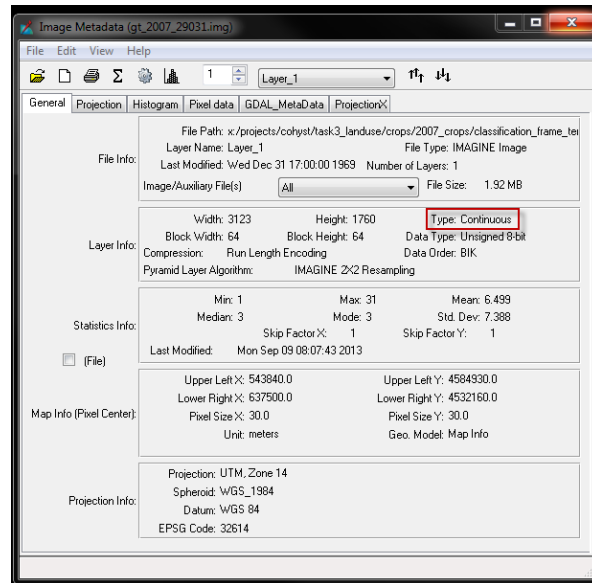 Image Metadata (gt_2007_29031.img)
File Edit View Help
Σ 1 Layer_1
General Projection Histogram Pixel data GDAL_MetaData ProjectionX
File Info:
File Path: x:/projects/cohyst/task3_landuse/crops/2007_crops/classification_frame_ter
Layer Name: Layer_1 File Type: IMAGINE Image
Last Modified: Wed Dec 31 17:00:00 1969 Number of Layers: 1
Image/Auxiliary File(s) All File Size: 1.92 MB
Layer Info:
Width: 3123 Height: 1760 Type: Continuous
Block Width: 64 Block Height: 64 Data Type: Unsigned 8-bit
Compression: Run Length Encoding Data Order: BIK
Pyramid Layer Algorithm: IMAGINE 2X2 Resampling
Statistics Info:
(File)
Min: 1 Max: 31 Mean: 6.499
Median: 3 Mode: 3 Std. Dev: 7.388
Skip Factor X: 1 Skip Factor Y: 1
Last Modified: Mon Sep 09 08:07:43 2013
Map Info (Pixel Center):
Upper Left X: 543840.0 Upper Left Y: 4584930.0
Lower Right X: 637500.0 Lower Right Y: 4532160.0
Pixel Size X: 30.0 Pixel Size Y: 30.0
Unit: meters Geo. Model: Map Info
Projection Info:
Projection: UTM, Zone 14
Spheroid: WGS_1984
Datum: WGS 84
EPSG Code: 32614